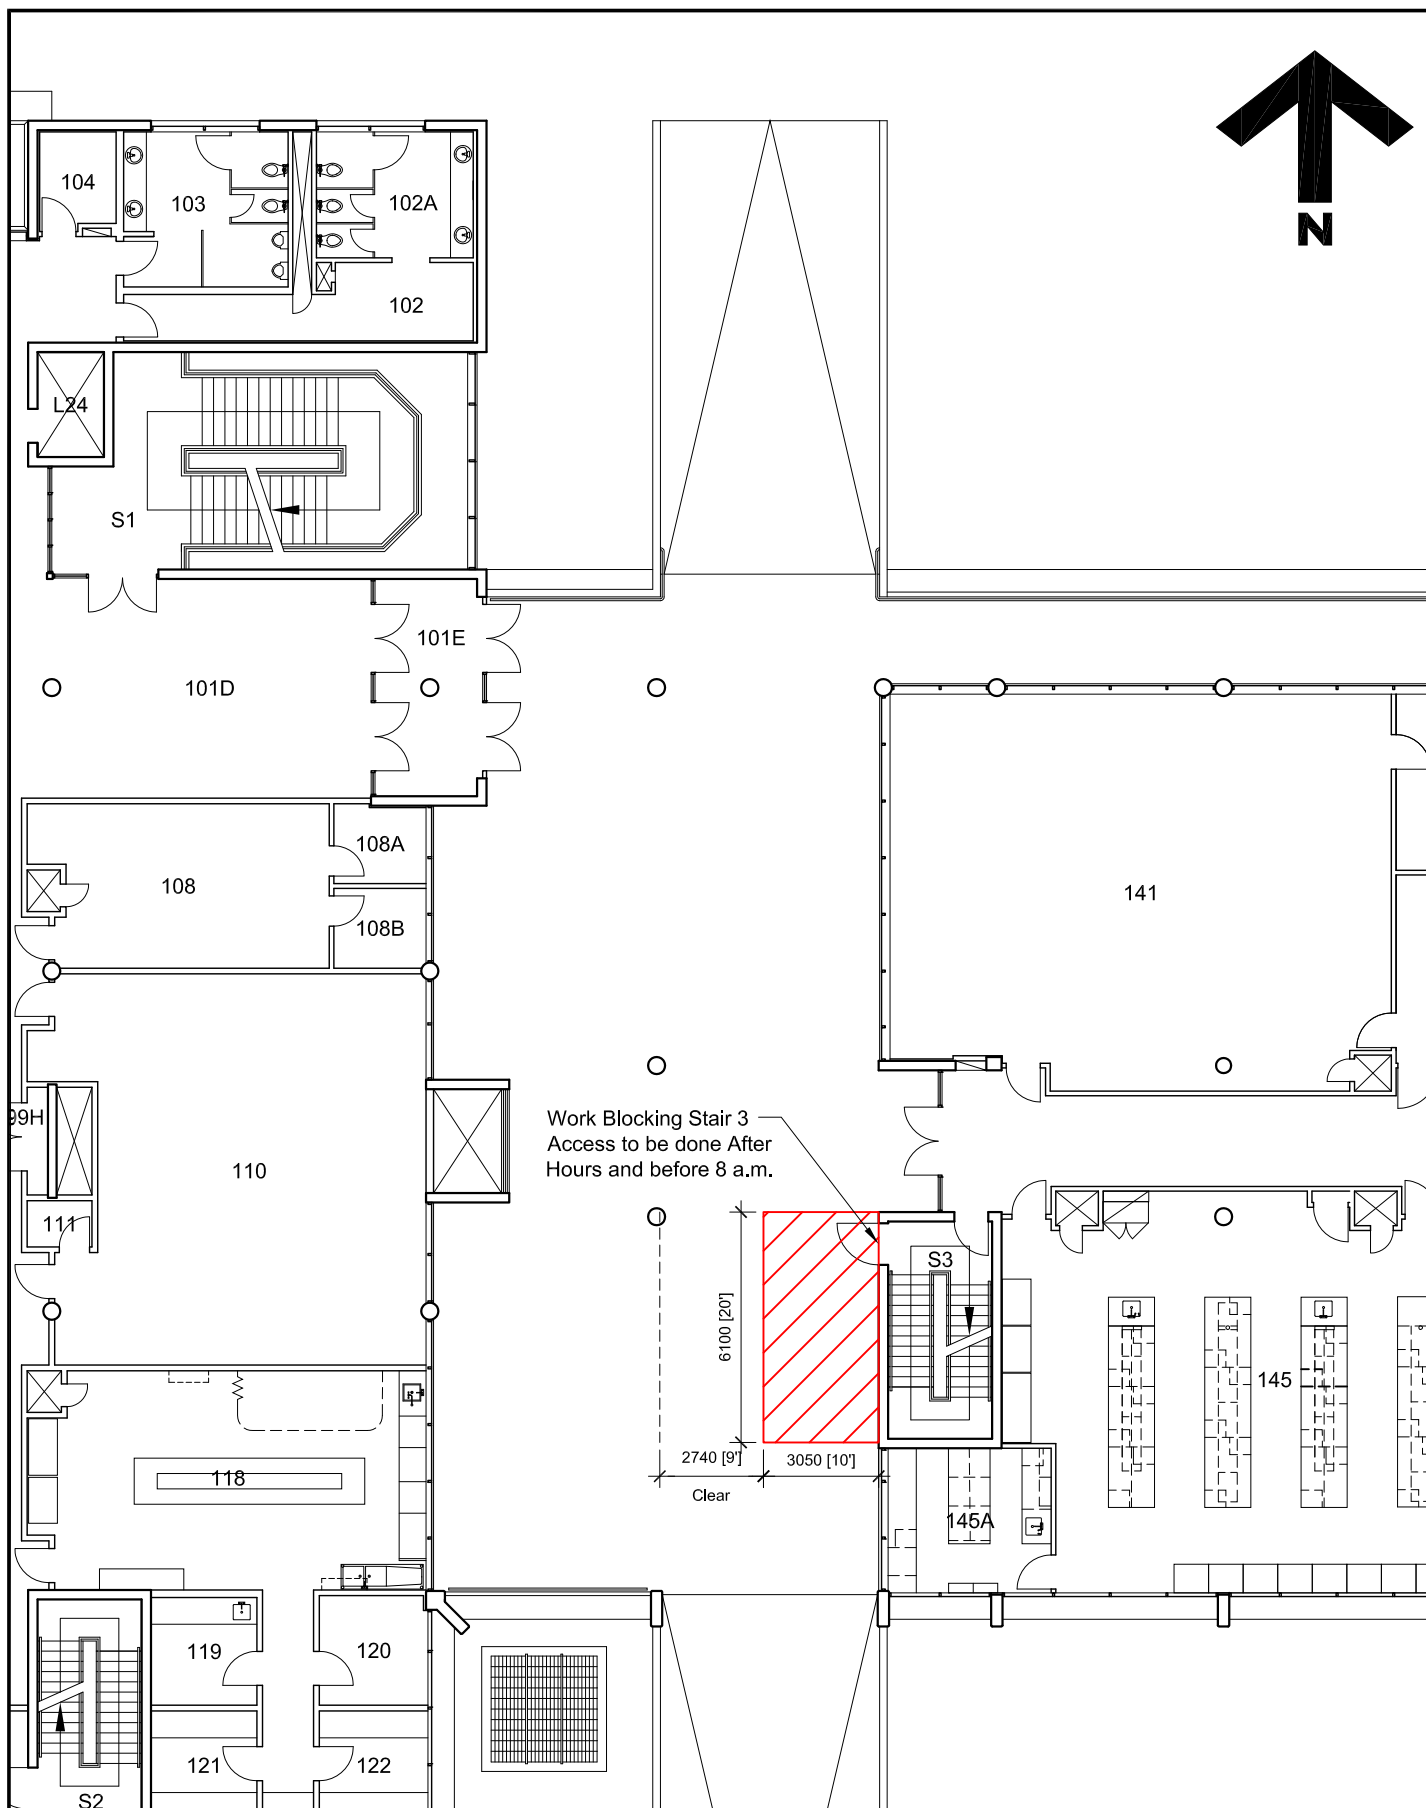 N
104
103
102A
102
L24
S1
101E
101D
108A
108
108B
141
99H
Work Blocking Stair 3
Access to be done After
Hours and before 8 a.m.
110
111
S3
6100 [20']
145
2740 [9']
3050 [10']
Clear
118
145A
119
120
121
122
S2